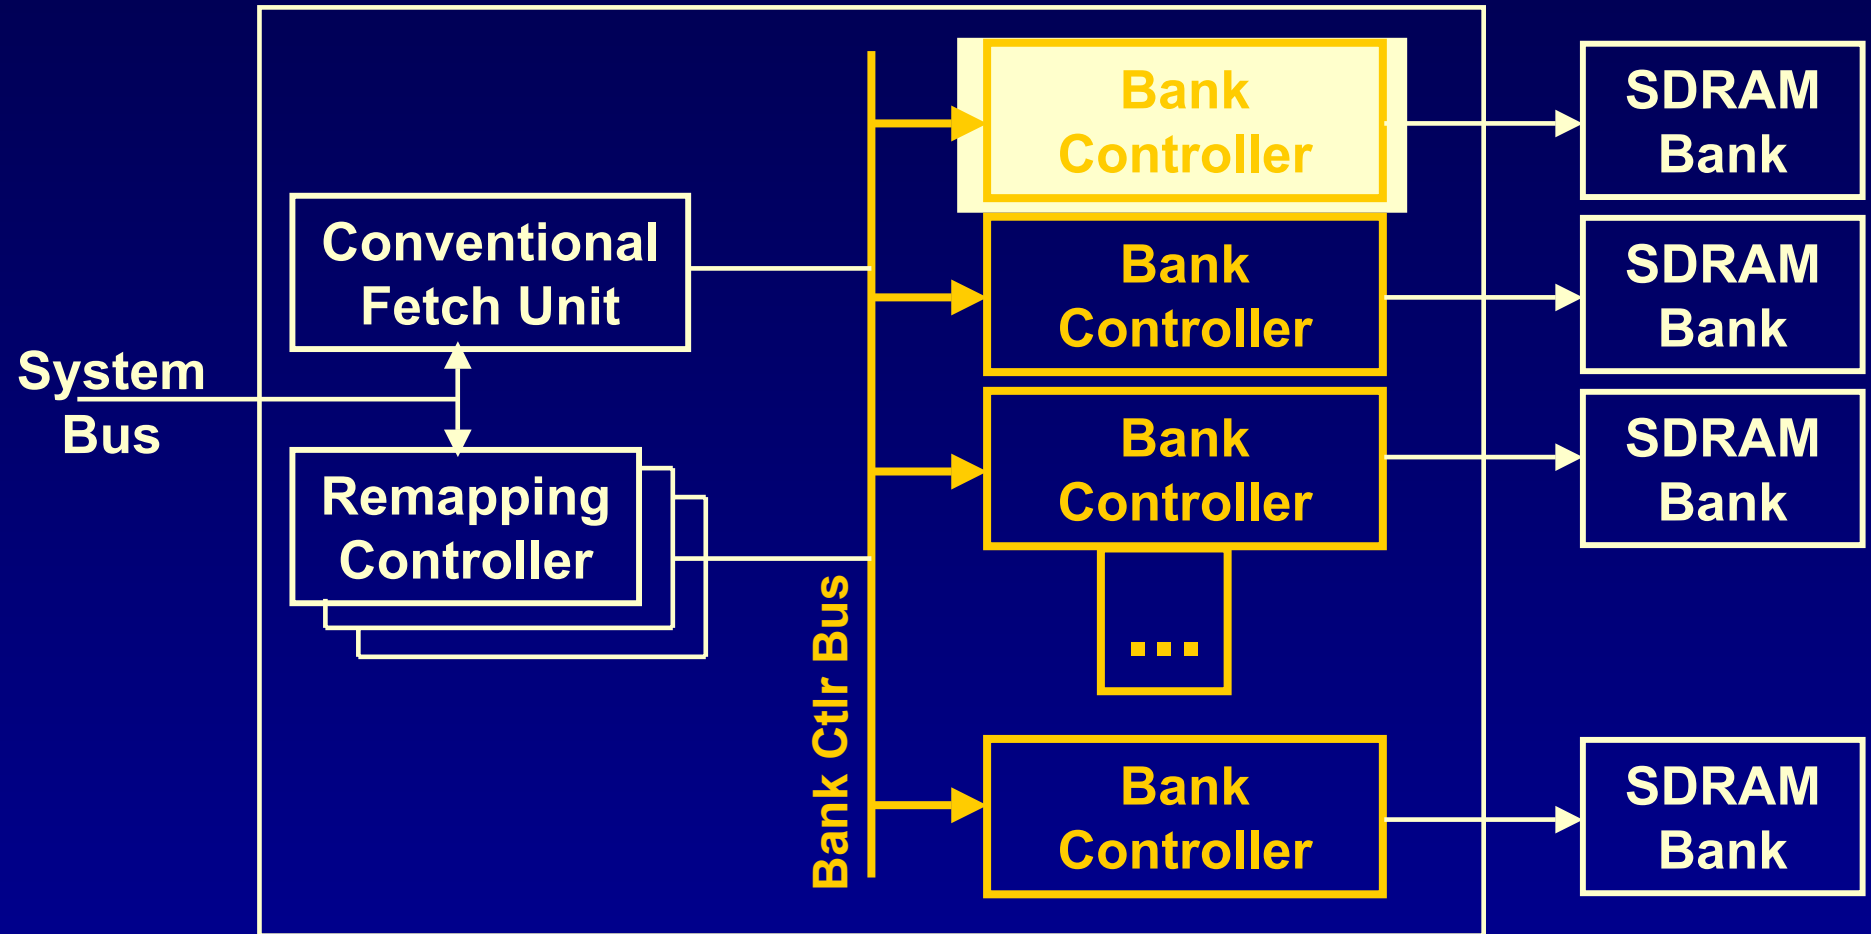 System
Bus
Conventional
Fetch Unit
Remapping
Controller
Bank Ctlr Bus
Bank
Controller
Bank
Controller
Bank
Controller
...
Bank
Controller
SDRAM
Bank
SDRAM
Bank
SDRAM
Bank
SDRAM
Bank